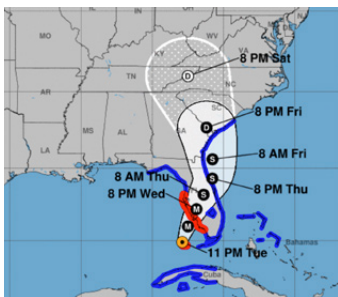 MO
KY
WV
VA
8 PM Sat
D
TN
NC
AR
SC
8 PM Fri
D
MS
AL
GA
S
8 AM Fri
8 AM Thu
S
8 PM Thu
8 PM Wed
S
LA
M
M
11 PM Tue
Bahamas
Cuba